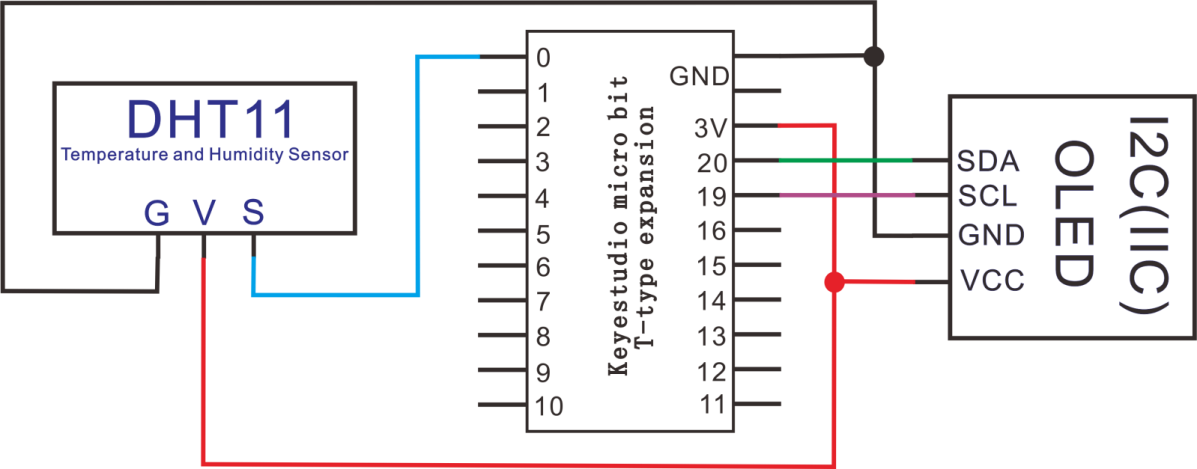 DHT11
Temperature and Humidity Sensor
G V S
0
1
2
3
4
5
6
7
8
9
10
Keyestudio micro bit
T-type expansion
GND
3V
20
19
16
15
14
13
12
11
SDA
SCL
GND
VCC
I2C(IIC)
OLED